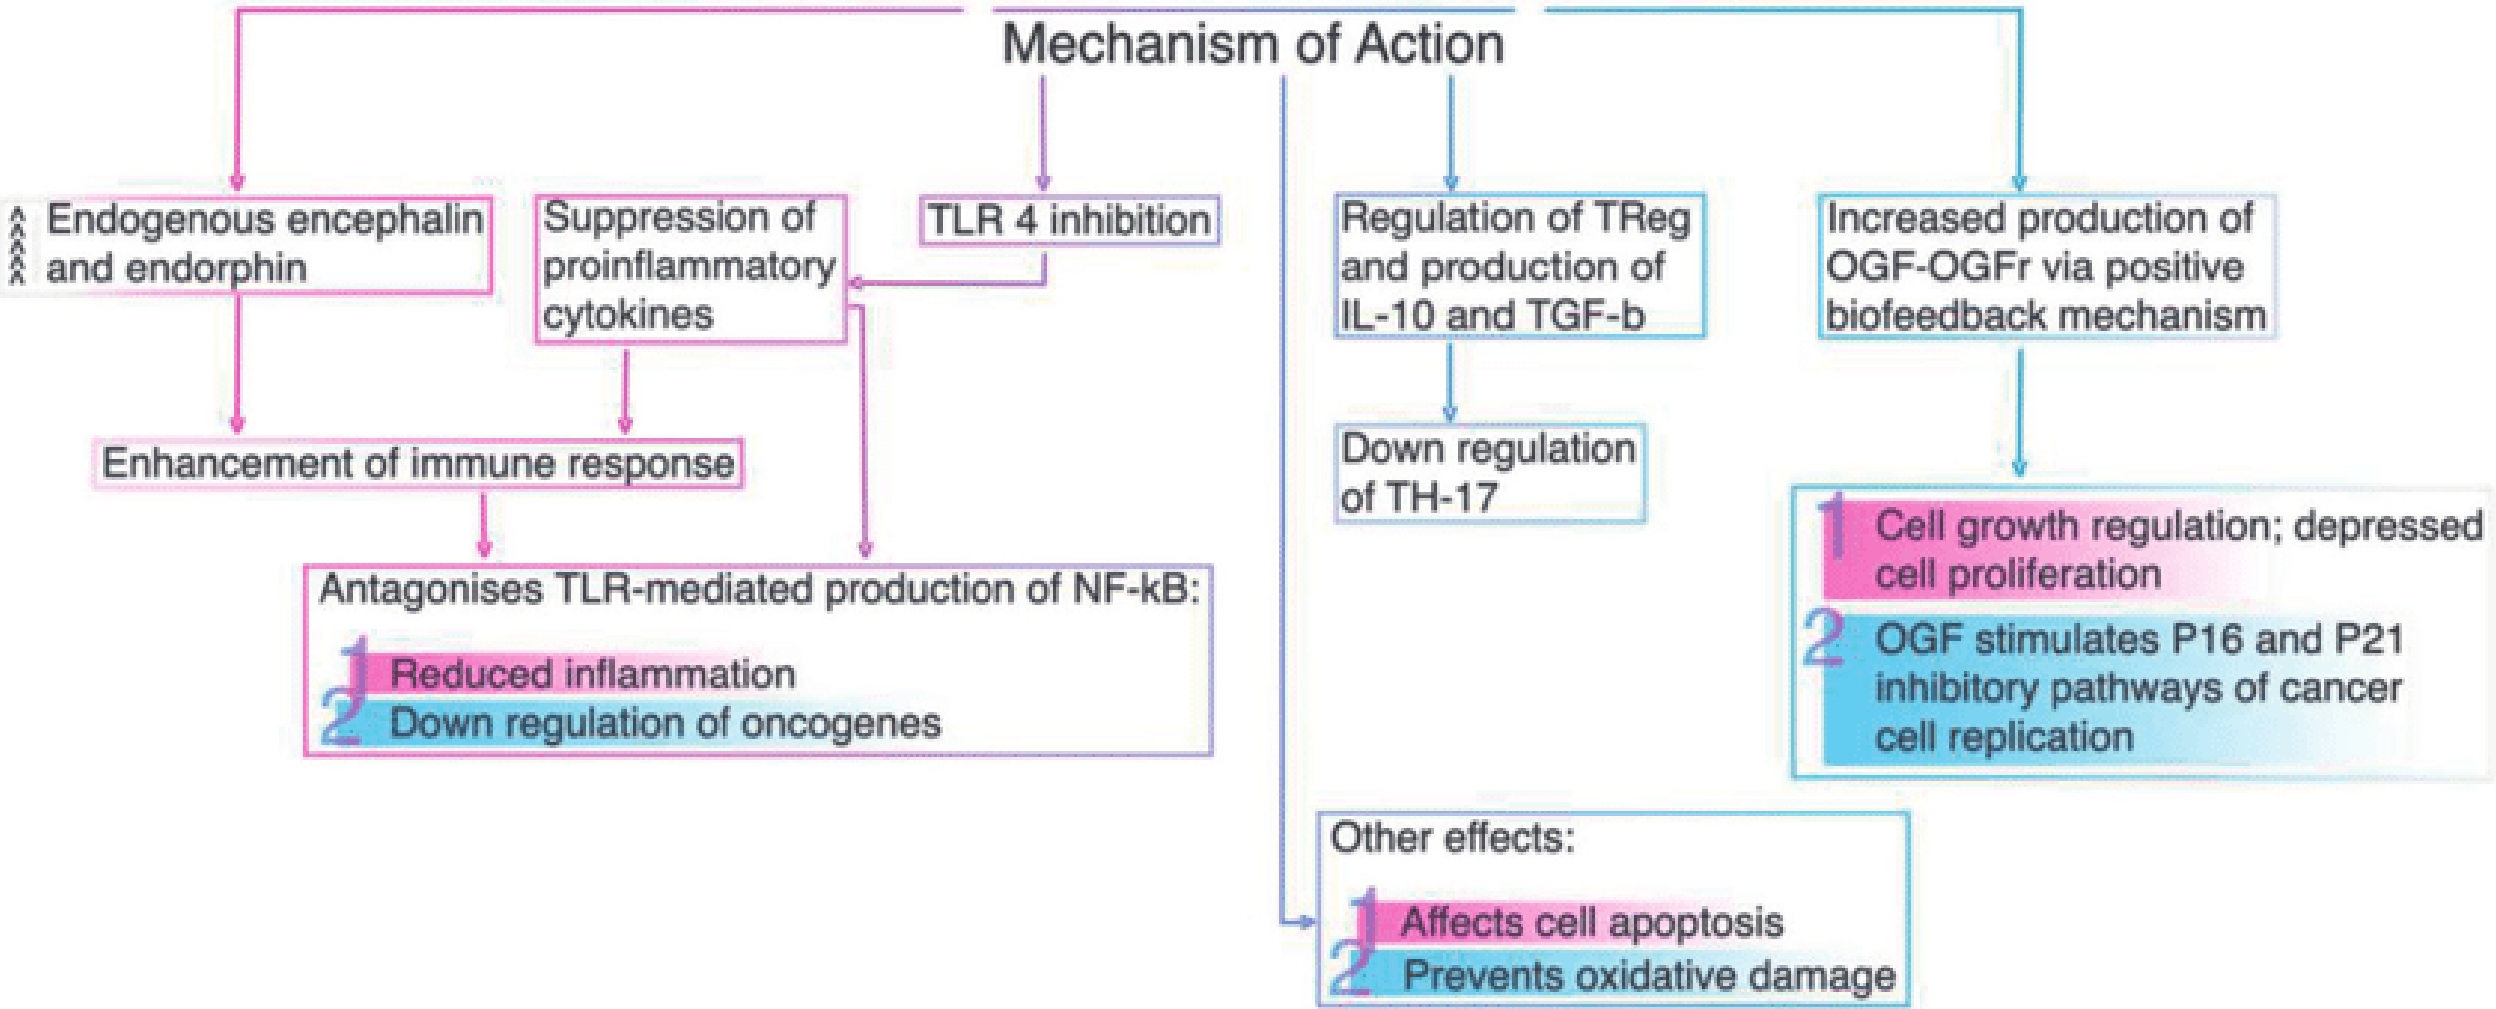 Mechanism of Action
Endogenous encephalin
and endorphin
Suppression of
proinflammatory
cytokines
TLR 4 inhibition
Regulation of TReg
and production of
IL-10 and TGF-b
Increased production of
OGF-OGFr via positive
biofeedback mechanism
Enhancement of immune response
Down regulation
of TH-17
Antagonises TLR-mediated production of NF-kB:
1 Reduced inflammation
2 Down regulation of oncogenes
1 Cell growth regulation; depressed
cell proliferation
2 OGF stimulates P16 and P21
inhibitory pathways of cancer
cell replication
Other effects:
1 Affects cell apoptosis
2 Prevents oxidative damage